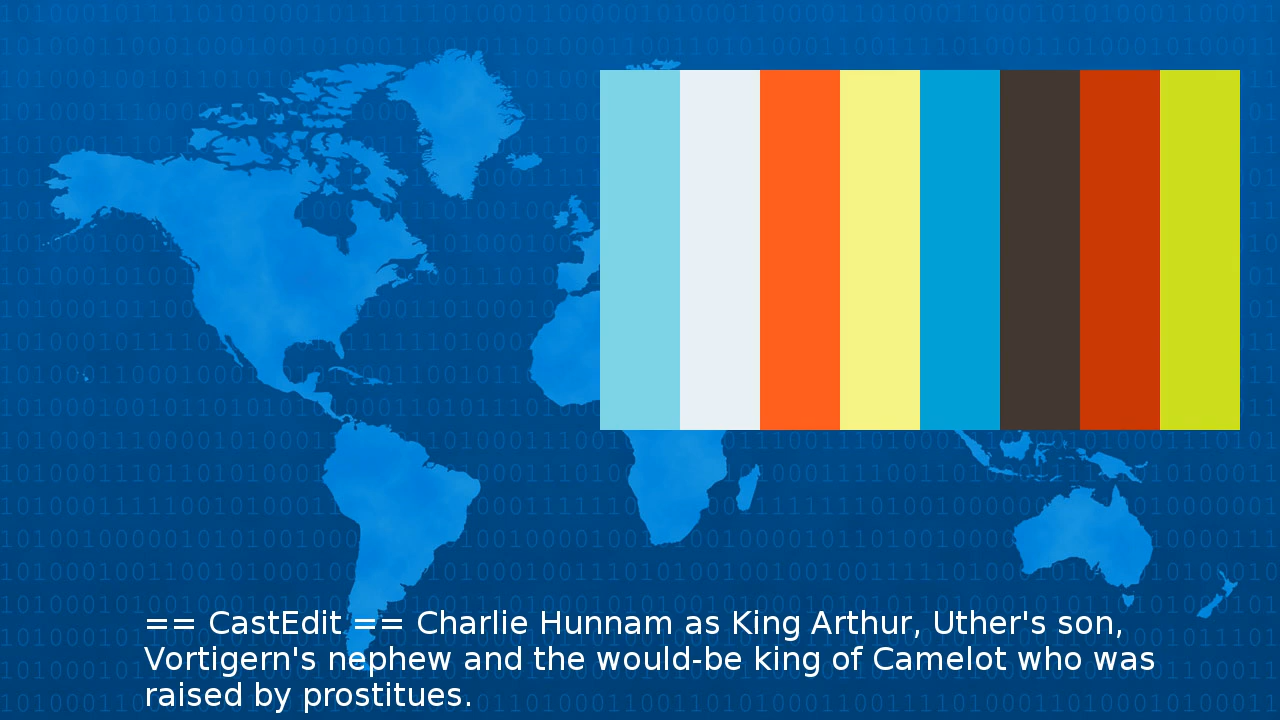 == CastEdit == Charlie Hunnam as King Arthur, Uther's son,
Vortigern's nephew and the would-be king of Camelot who was
raised by prostitues.